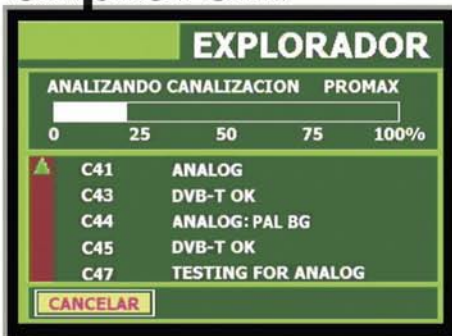 EXPLORADOR
ANALIZANDO CANALIZACION PROMAX
0 25 50 75 100%
C41 ANALOG
C43 DVB-T OK
C44 ANALOG: PAL BG
C45 DVB-T OK
C47 TESTING FOR ANALOG
CANCELAR